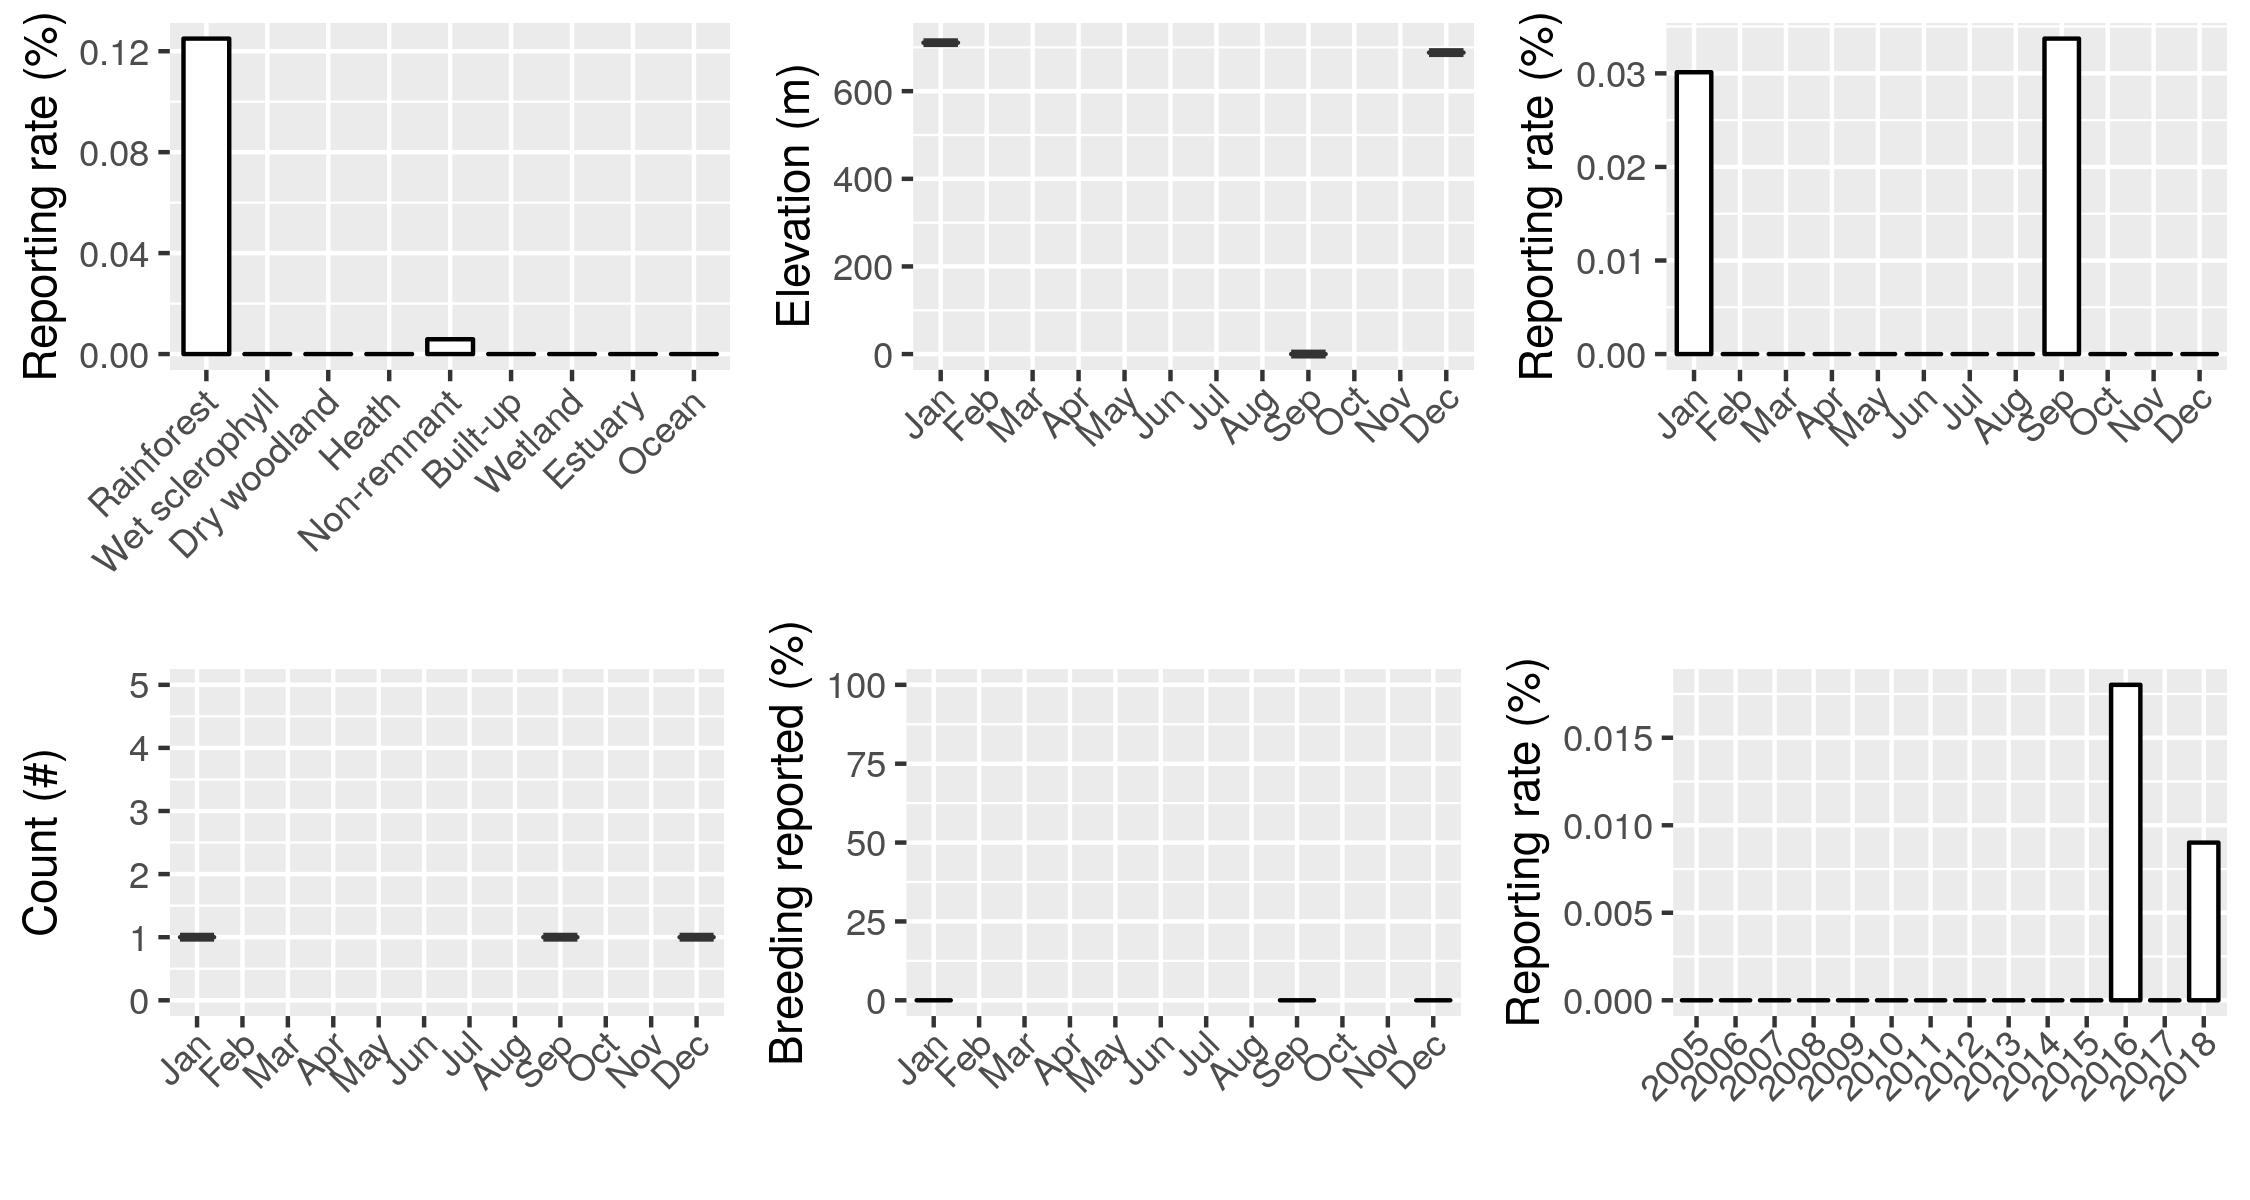 Reporting rate (%)
0.12
0.08
0.04
0.00
Rainforest
Wet sclerophyll
Dry woodland
Heath
Non-remnant
Built-up
Wetland
Estuary
Ocean
Elevation (m)
600
400
200
0
Jan
Feb
Mar
Apr
May
Jun
Jul
Aug
Sep
Oct
Nov
Dec
Reporting rate (%)
0.03
0.02
0.01
0.00
Jan
Feb
Mar
Apr
May
Jun
Jul
Aug
Sep
Oct
Nov
Dec
Count (#)
5
4
3
2
1
0
Jan
Feb
Mar
Apr
May
Jun
Jul
Aug
Sep
Oct
Nov
Dec
Breeding reported (%)
100
75
50
25
0
Jan
Feb
Mar
Apr
May
Jun
Jul
Aug
Sep
Oct
Nov
Dec
Reporting rate (%)
0.015
0.010
0.005
0.000
2005
2006
2007
2008
2009
2010
2011
2012
2013
2014
2015
2016
2017
2018